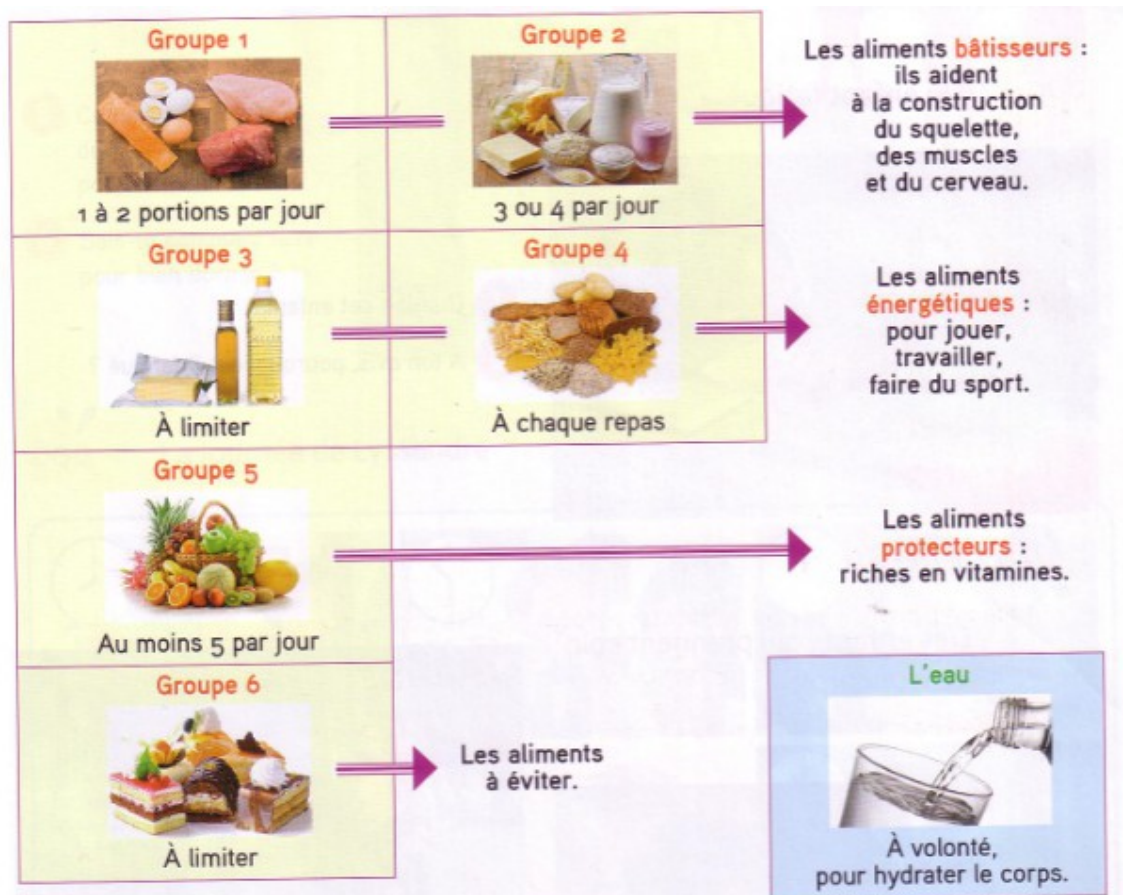 Groupe 1
1 à 2 portions par jour
Groupe 2
3 ou 4 par jour
Les aliments bâtisseurs :
ils aident
à la construction
du squelette,
des muscles
et du cerveau.
Groupe 3
À limiter
Groupe 4
À chaque repas
Les aliments
énergétiques :
pour jouer,
travailler,
faire du sport.
Groupe 5
Au moins 5 par jour
Les aliments
protecteurs :
riches en vitamines.
Groupe 6
À limiter
Les aliments
à éviter.
L'eau
À volonté,
pour hydrater le corps.